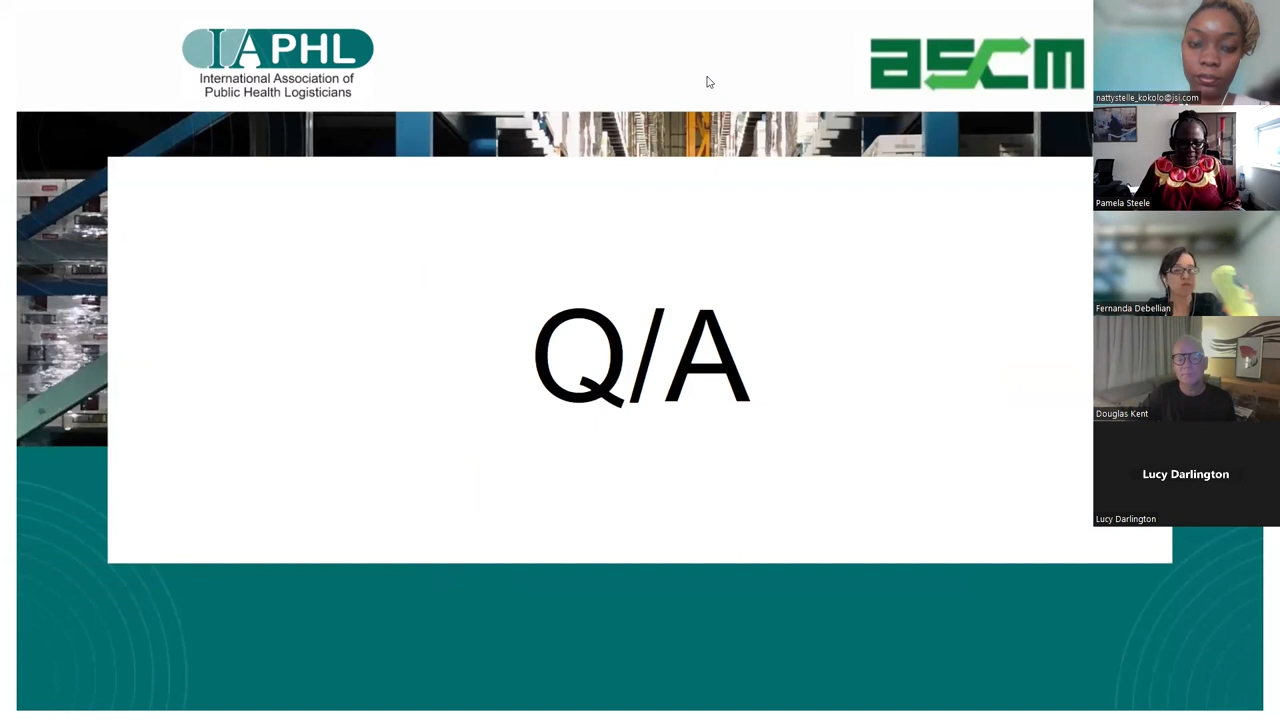 IAPHL
International Association of
Public Health Logisticians
ascm
Q/A
nattystelle_kokolo@jsi.com
Pamela Steele
Fernanda Debellian
Douglas Kent
Lucy Darlington
Lucy Darlington